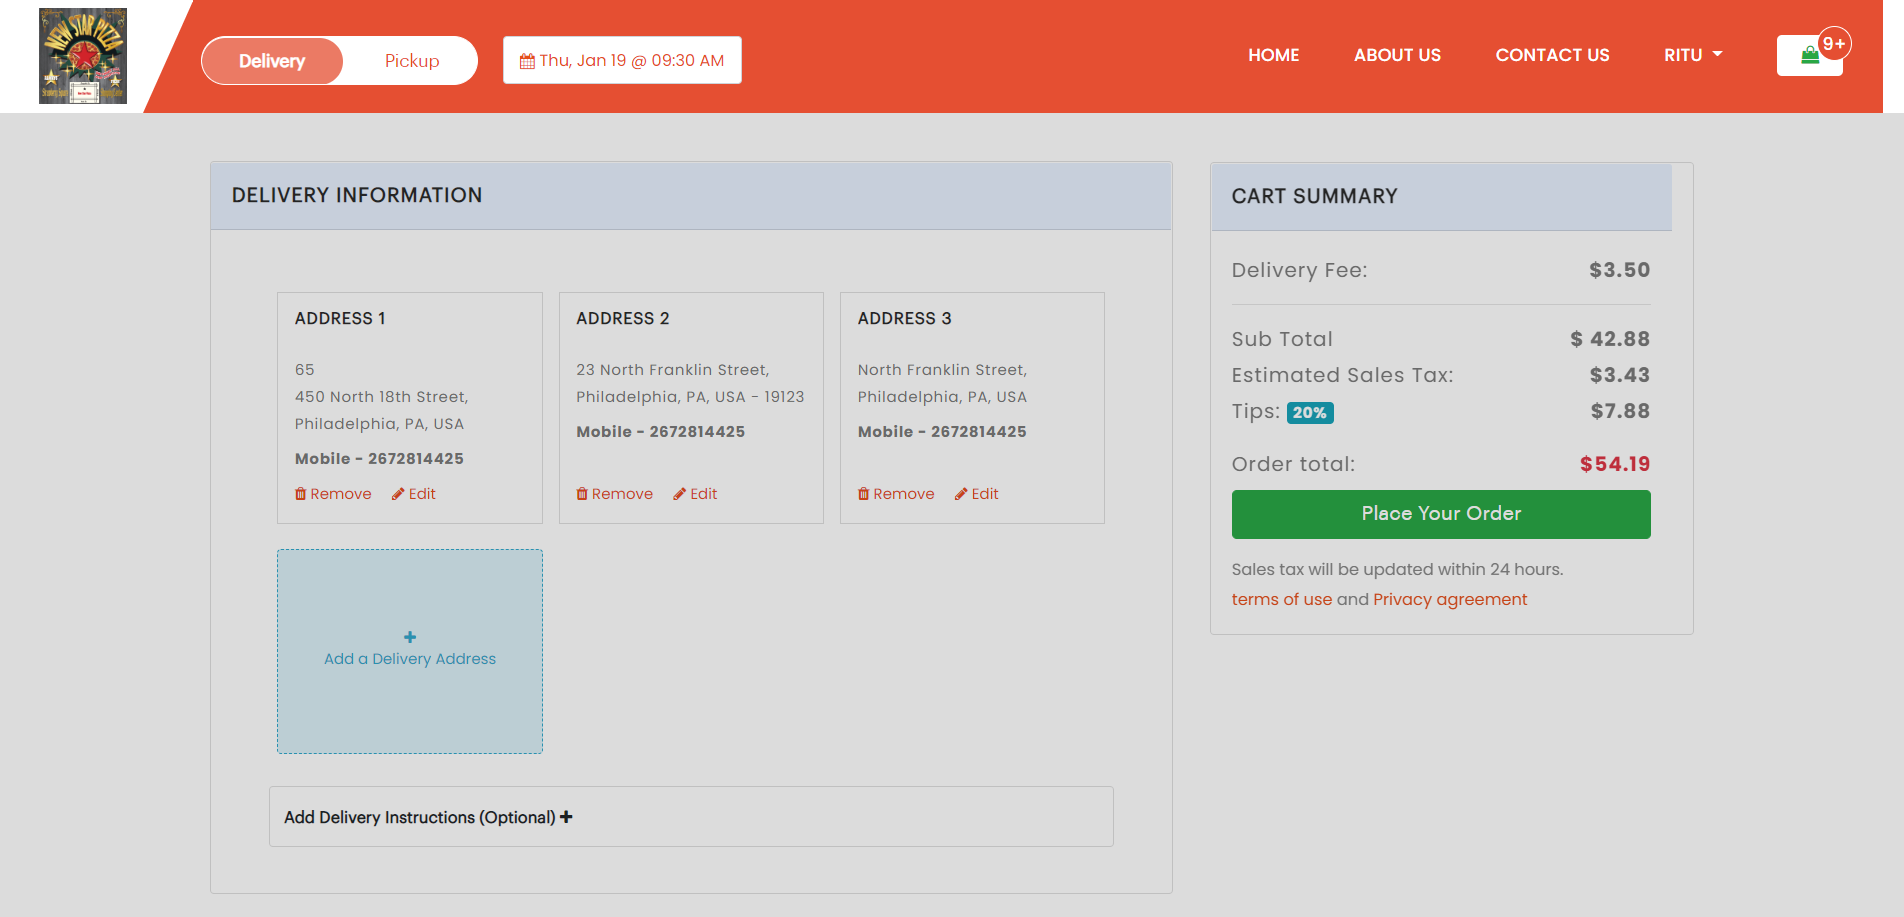 NEW STAR PIZZA
Delivery
Pickup
Thu, Jan 19 @ 09:30 AM
HOME
ABOUT US
CONTACT US
RITU
9+
DELIVERY INFORMATION
ADDRESS 1
65
450 North 18th Street,
Philadelphia, PA, USA
Mobile - 2672814425
Remove Edit
ADDRESS 2
23 North Franklin Street,
Philadelphia, PA, USA - 19123
Mobile - 2672814425
Remove Edit
ADDRESS 3
North Franklin Street,
Philadelphia, PA, USA
Mobile - 2672814425
Remove Edit
Add a Delivery Address
Add Delivery Instructions (Optional)
CART SUMMARY
Delivery Fee: $3.50
Sub Total $ 42.88
Estimated Sales Tax: $3.43
Tips: 20% $7.88
Order total: $54.19
Place Your Order
Sales tax will be updated within 24 hours.
terms of use and Privacy agreement